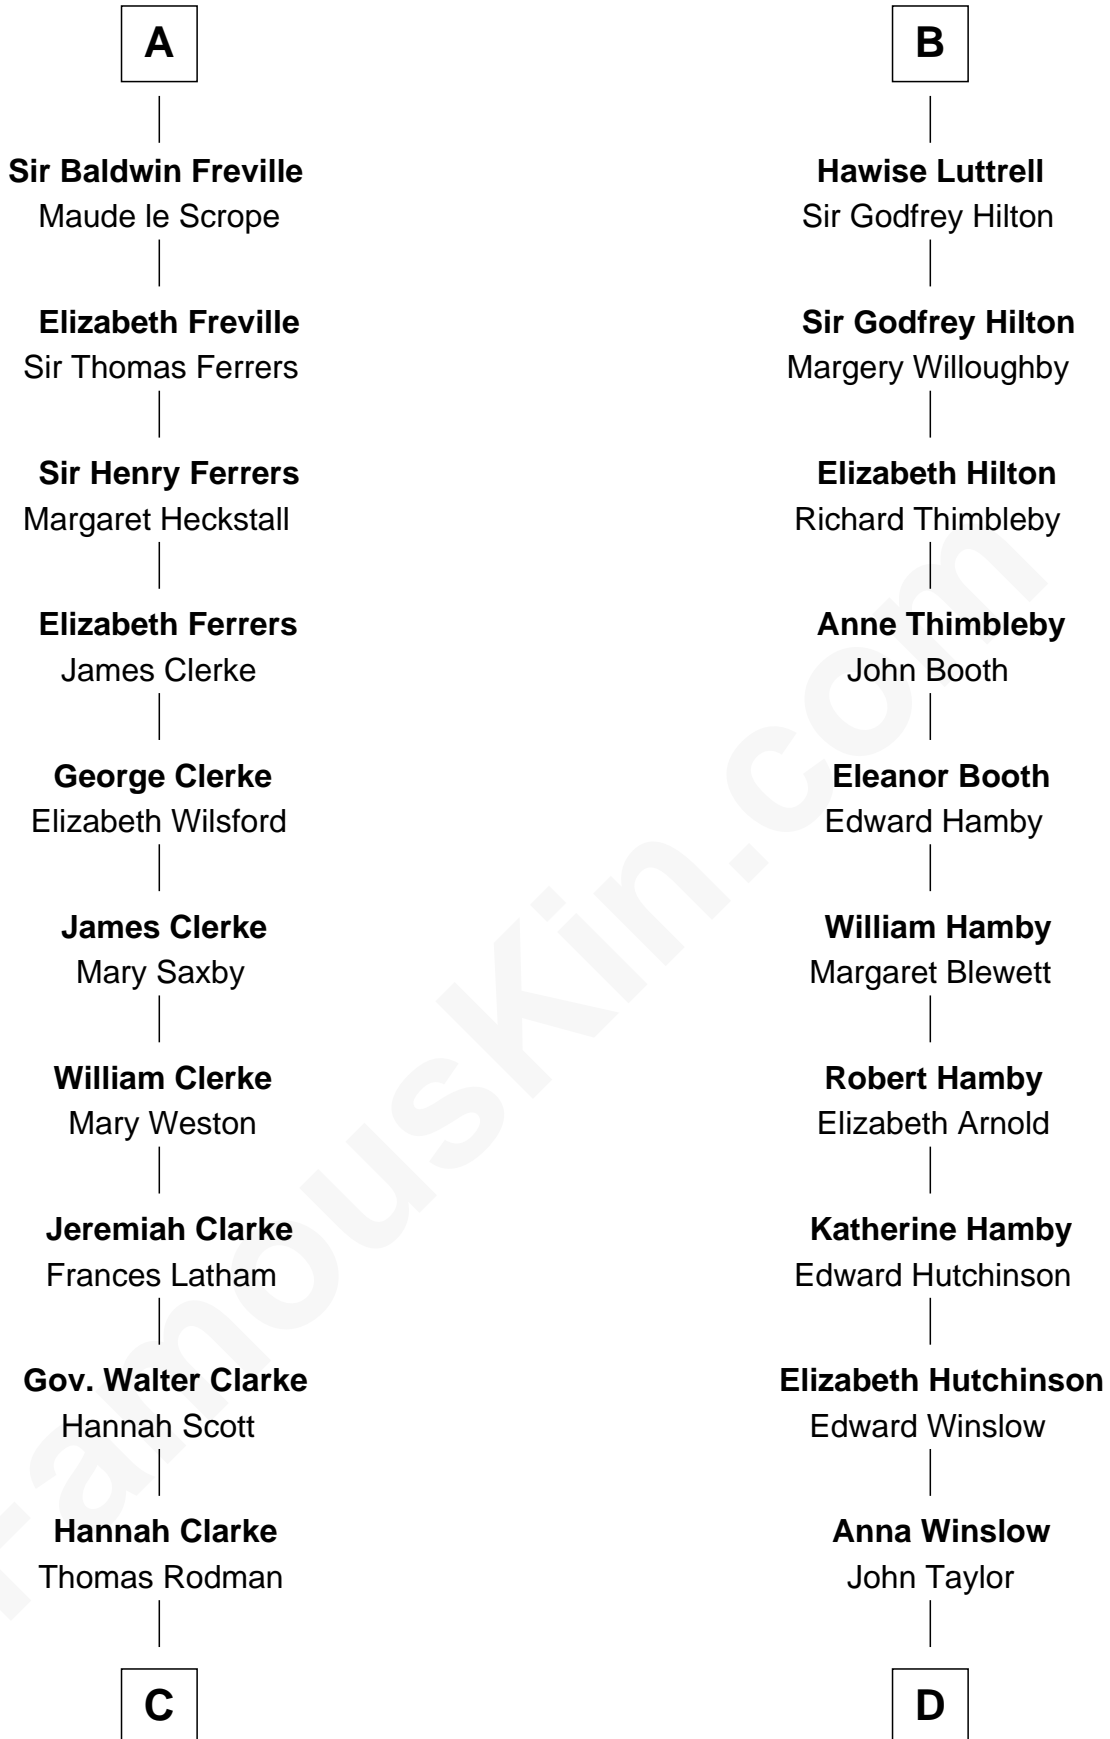 A
Sir Baldwin Freville
Maude le Scrope
Elizabeth Freville
Sir Thomas Ferrers
Sir Henry Ferrers
Margaret Heckstall
Elizabeth Ferrers
James Clerke
George Clerke
Elizabeth Wilsford
James Clerke
Mary Saxby
William Clerke
Mary Weston
Jeremiah Clarke
Frances Latham
Gov. Walter Clarke
Hannah Scott
Hannah Clarke
Thomas Rodman
C
B
Hawise Luttrell
Sir Godfrey Hilton
Sir Godfrey Hilton
Margery Willoughby
Elizabeth Hilton
Richard Thimbleby
Anne Thimbleby
John Booth
Eleanor Booth
Edward Hamby
William Hamby
Margaret Blewett
Robert Hamby
Elizabeth Arnold
Katherine Hamby
Edward Hutchinson
Elizabeth Hutchinson
Edward Winslow
Anna Winslow
John Taylor
D
FamousKin.com